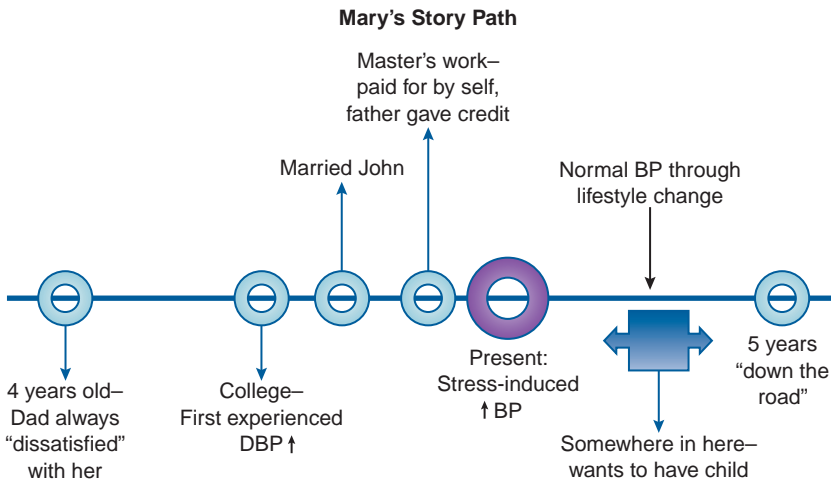 Mary's Story Path
Master's work–
paid for by self,
father gave credit
Married John
Normal BP through
lifestyle change
4 years old–
Dad always
“dissatisfied”
with her
College–
First experienced
DBP ↑
Present:
Stress-induced
↑ BP
Somewhere in here–
wants to have child
5 years
“down the
road”